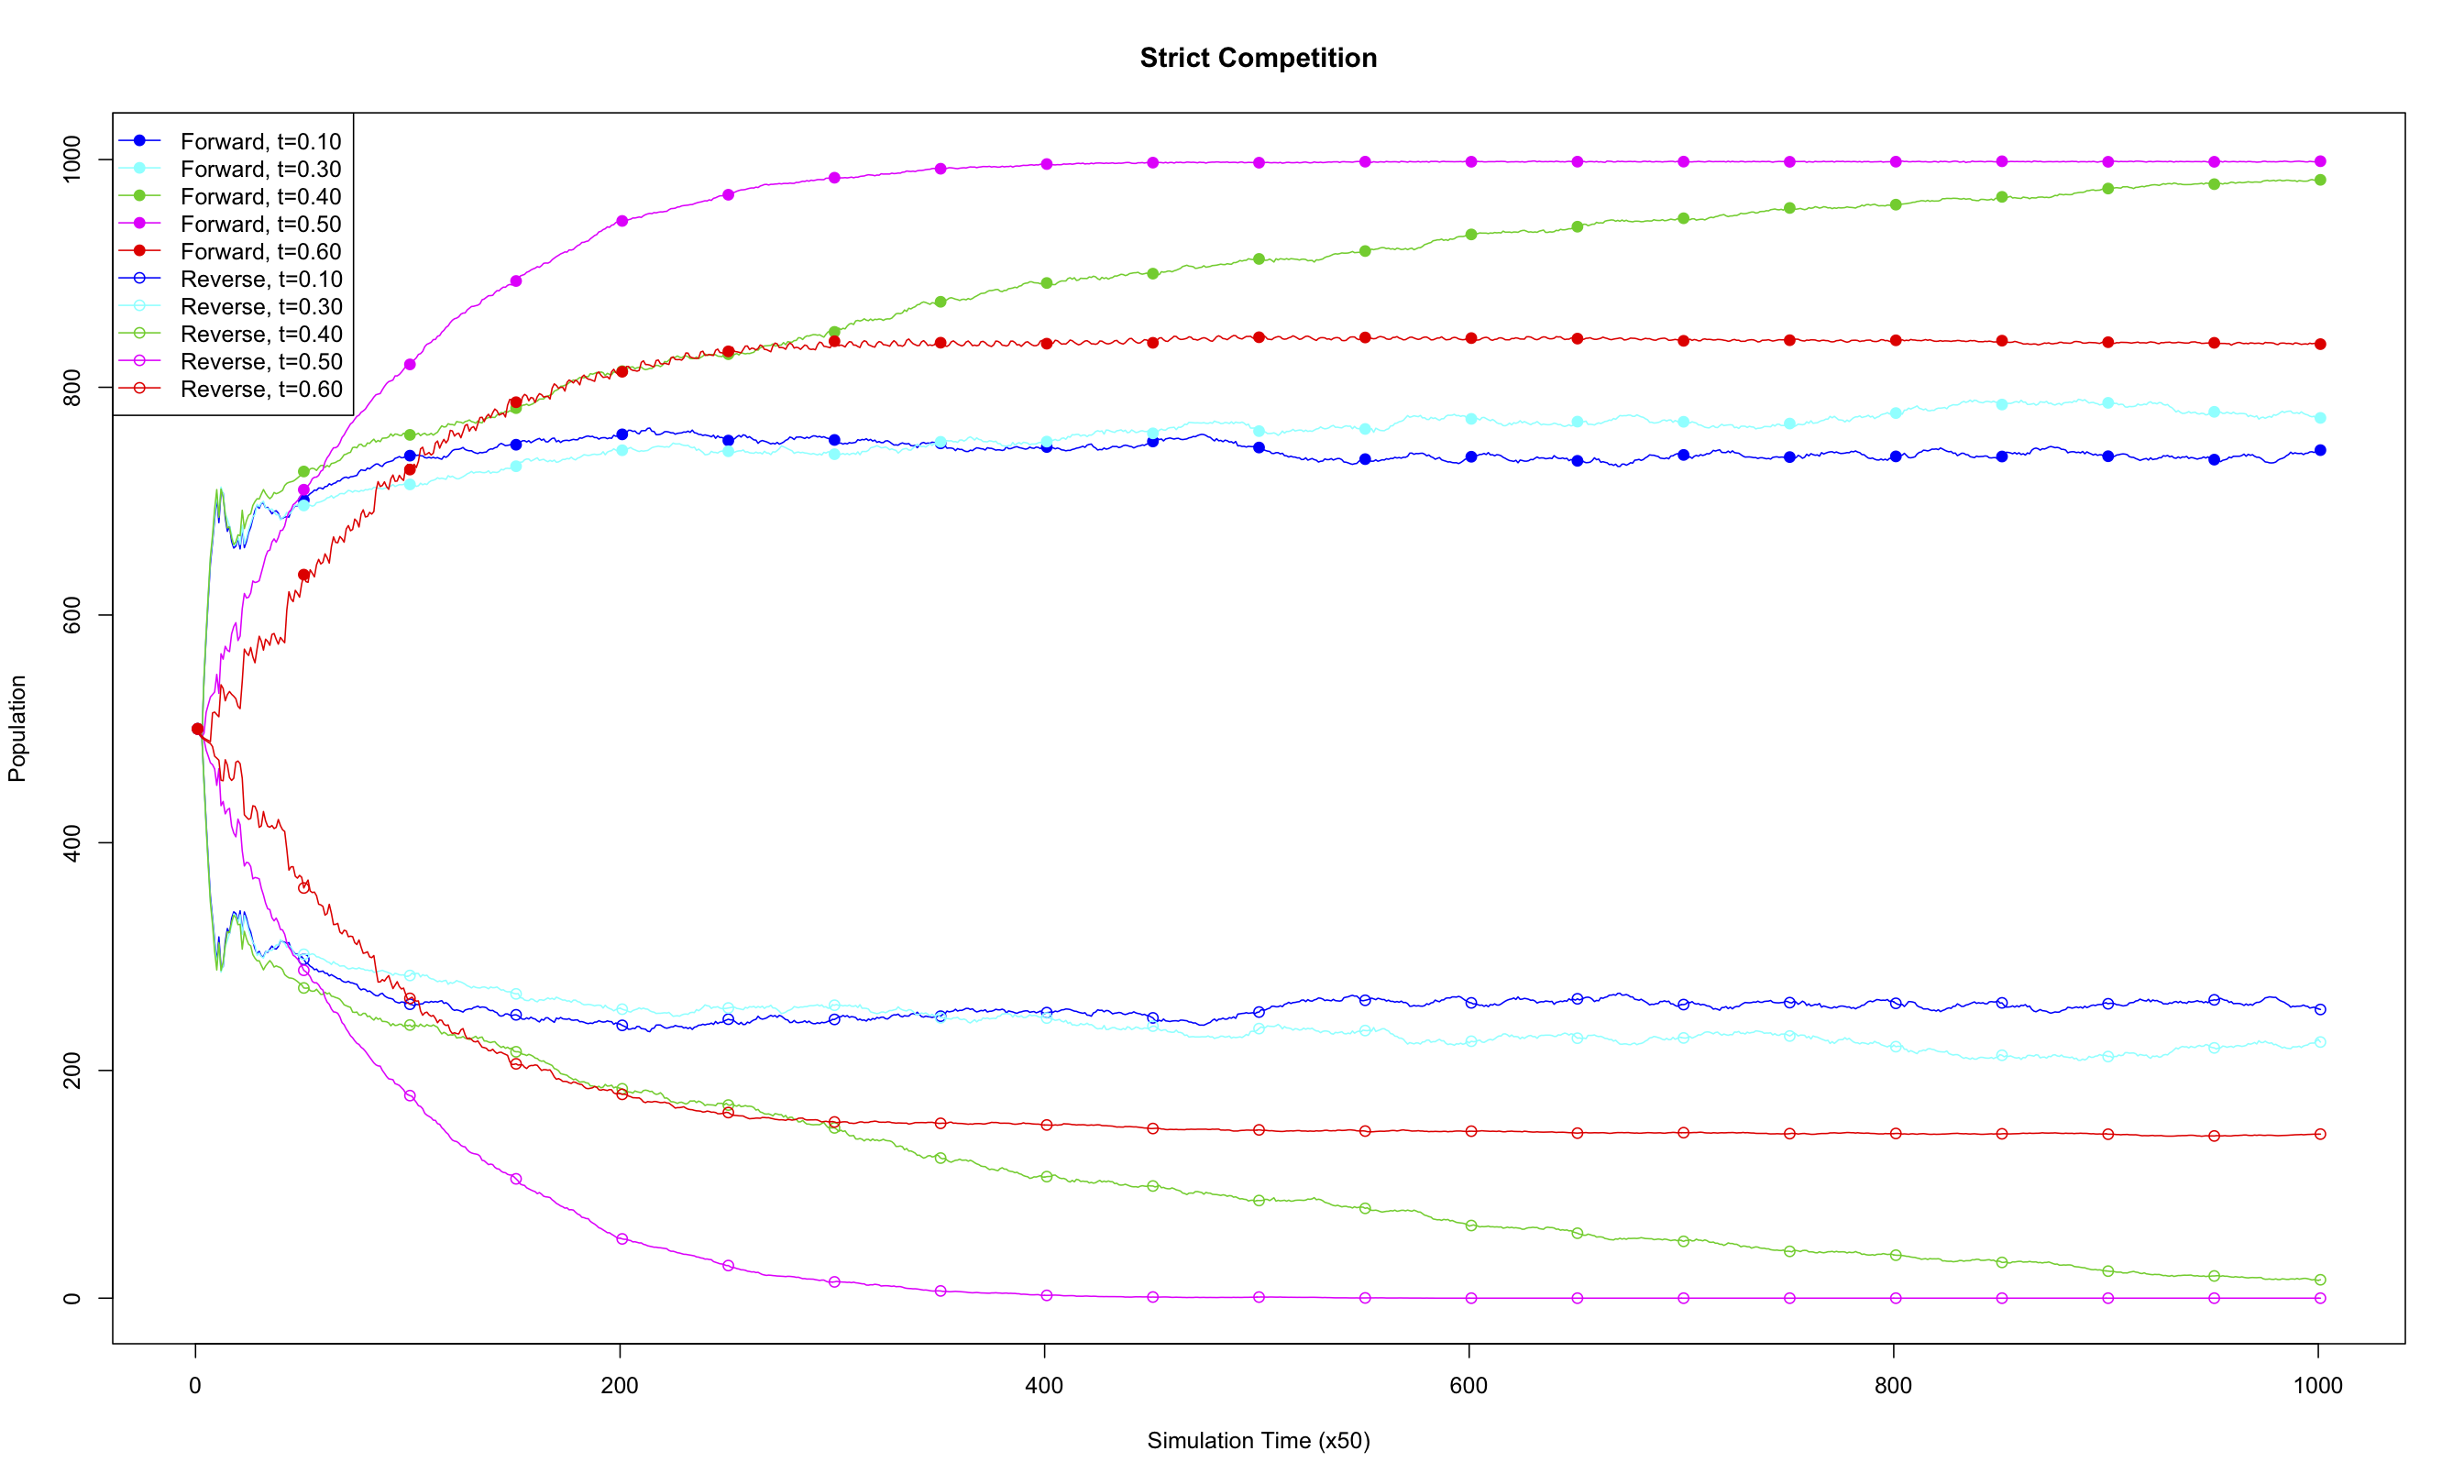 Strict Competition
Forward, t=0.10
Forward, t=0.30
Forward, t=0.40
Forward, t=0.50
Forward, t=0.60
Reverse, t=0.10
Reverse, t=0.30
Reverse, t=0.40
Reverse, t=0.50
Reverse, t=0.60
1000
800
600
400
200
0
Population
0 200 400 600 800 1000
Simulation Time (x50)